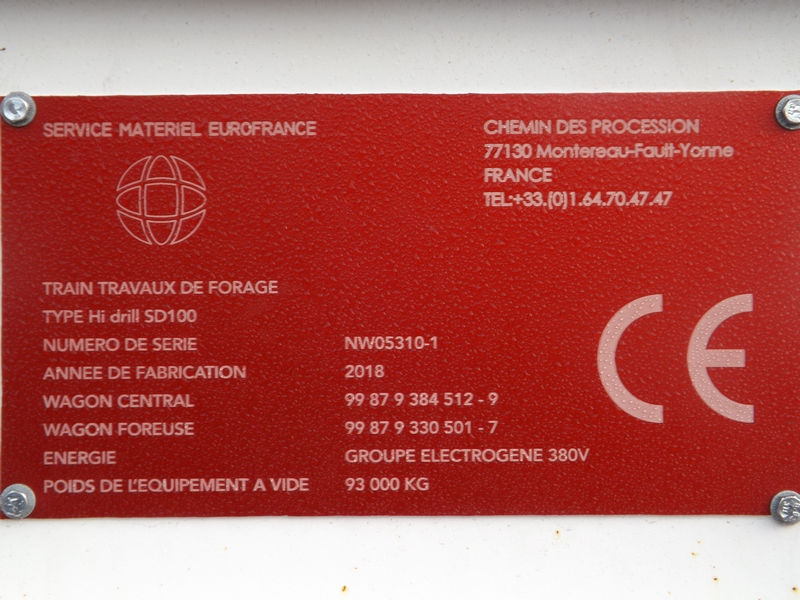 SERVICE MATERIEL EUROFRANCE
CHEMIN DES PROCESSION
77130 Montereau-Fault-Yonne
FRANCE
TEL:+33.(0)1.64.70.47.47
TRAIN TRAVAUX DE FORAGE
TYPE Hi drill SD100
NUMERO DE SERIE NW05310-1
ANNEE DE FABRICATION 2018
WAGON CENTRAL 99 87 9 384 512 - 9
WAGON FOREUSE 99 87 9 330 501 - 7
ENERGIE GROUPE ELECTROGENE 380V
POIDS DE L'EQUIPEMENT A VIDE 93 000 KG
CE